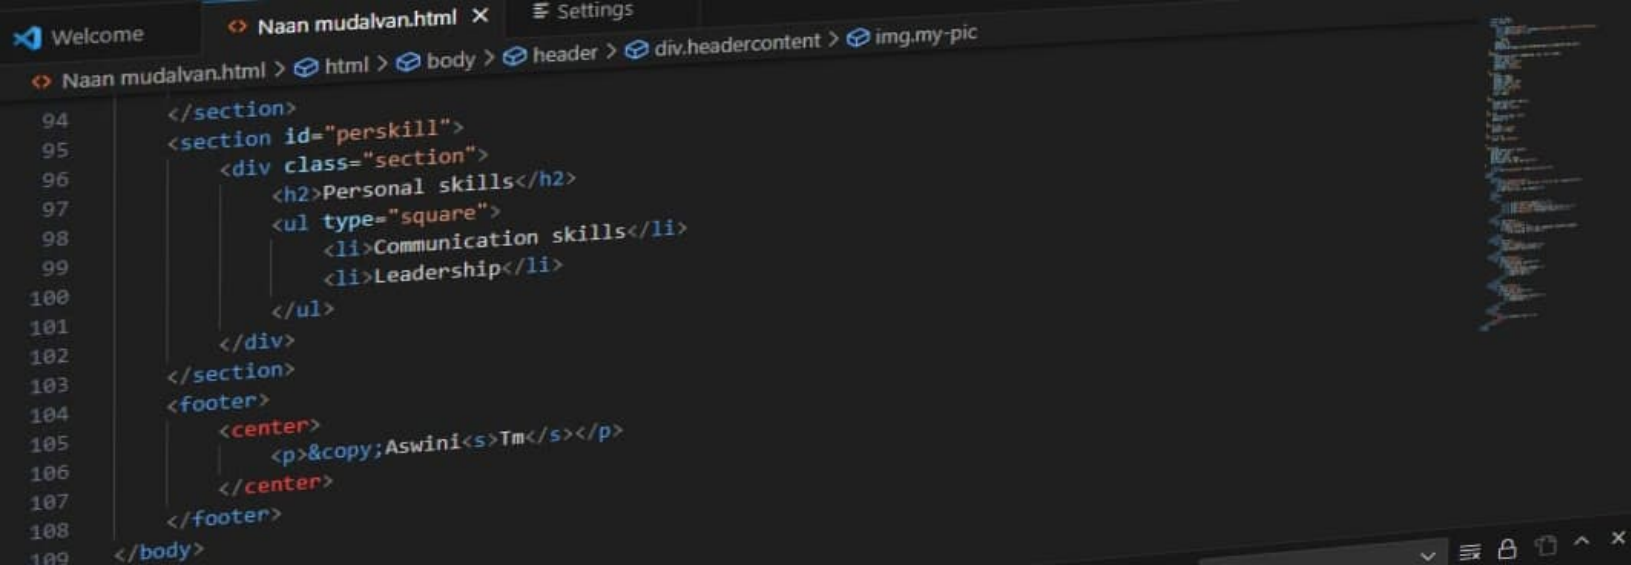 Welcome
Naan mudalvan.html
Settings
Naan mudalvan.html > html > body > header > div.headercontent > img.my-pic
94 </section>
95 <section id="perskill">
96 <div class="section">
97 <h2>Personal skills</h2>
98 <ul type="square">
99 <li>Communication skills</li>
100 <li>Leadership</li>
101 </ul>
102 </div>
103 </section>
104 <footer>
105 <center>
106 <p>&copy;Aswini<s>Tm</s></p>
107 </center>
108 </footer>
109 </body>